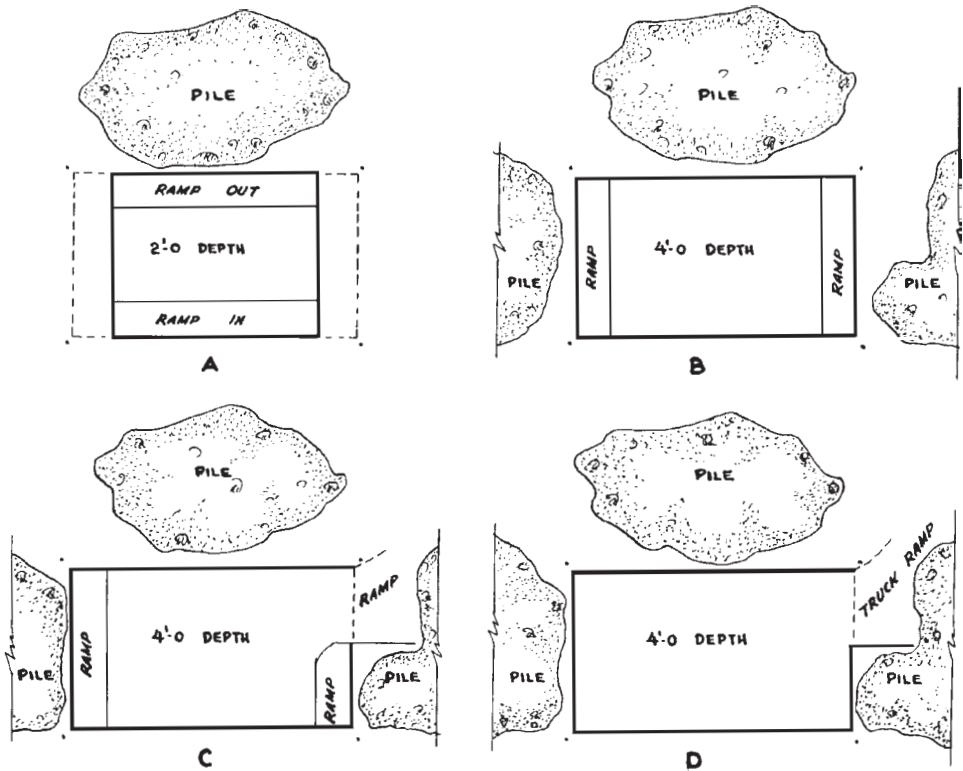 PILE
RAMP OUT
2'-0 DEPTH
RAMP IN
A
PILE
PILE
RAMP
4'-0 DEPTH
RAMP
PILE
B
PILE
PILE
RAMP
4'-0 DEPTH
RAMP
RAMP
PILE
C
PILE
PILE
4'-0 DEPTH
TRUCK RAMP
PILE
D